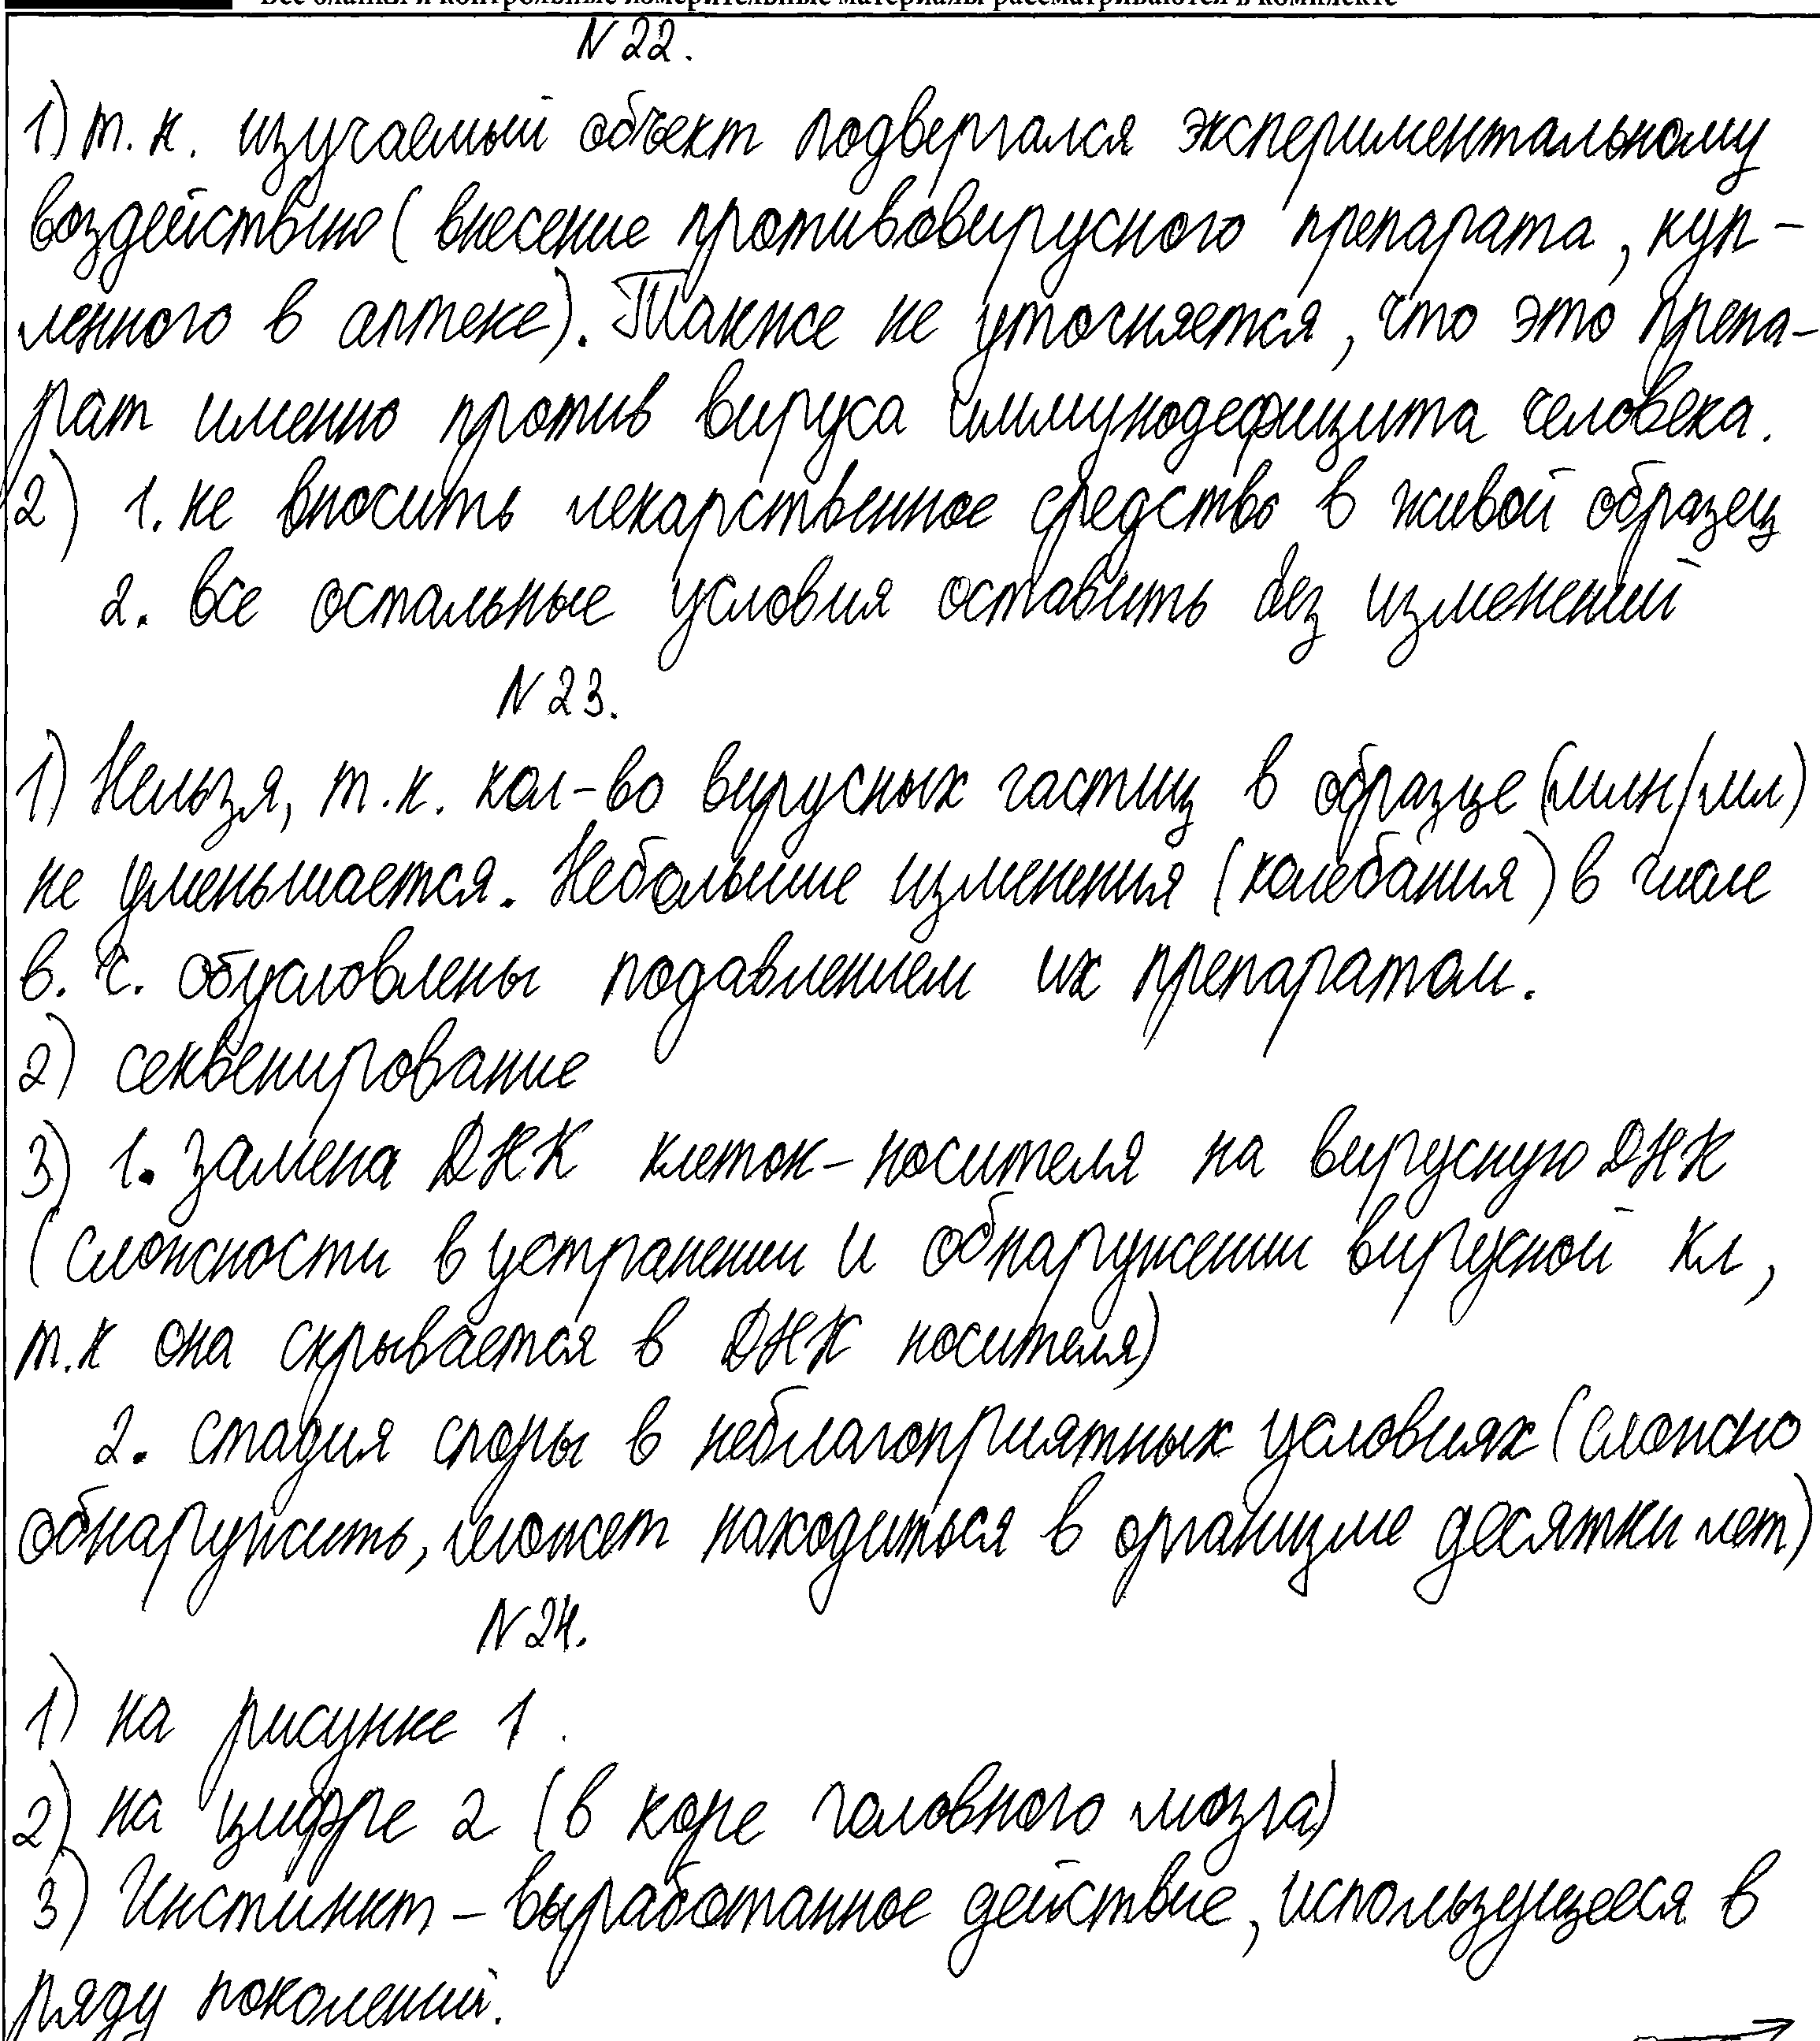 Все бланки и контрольные измерительные материалы рассматриваются в комплекте
N 22.
1) т.к. изучаемый объект подвергался экспериментальному
воздействию (внесение противовирусного препарата, куп-
ленного в аптеке). Также не уточняется, что это препа-
рат именно против вируса иммунодефицита человека.
2) 1. не вносить лекарственное средство в живой образец
2. все остальные условия оставить без изменений
N 23.
1) Нельзя, т.к. кол-во вирусных частиц в образце (млн/мл)
не уменьшается. Небольшие изменения (колебания) в числе
в. ч. обусловлены подавлением их препаратом.
2) секвенирование
3) 1. замена ДНК клеток-носителя на вирусную ДНК
(сложности в устранении и обнаружении вирусной кл,
т.к она скрывается в ДНК носителя)
2. стадия споры в неблагоприятных условиях (сложно
обнаружить, может находиться в организме десятки лет)
N 24.
1) на рисунке 1
2) на цифре 2 (в коре головного мозга)
3) Инстинкт - выработанное действие, использующееся в
ряду поколений.